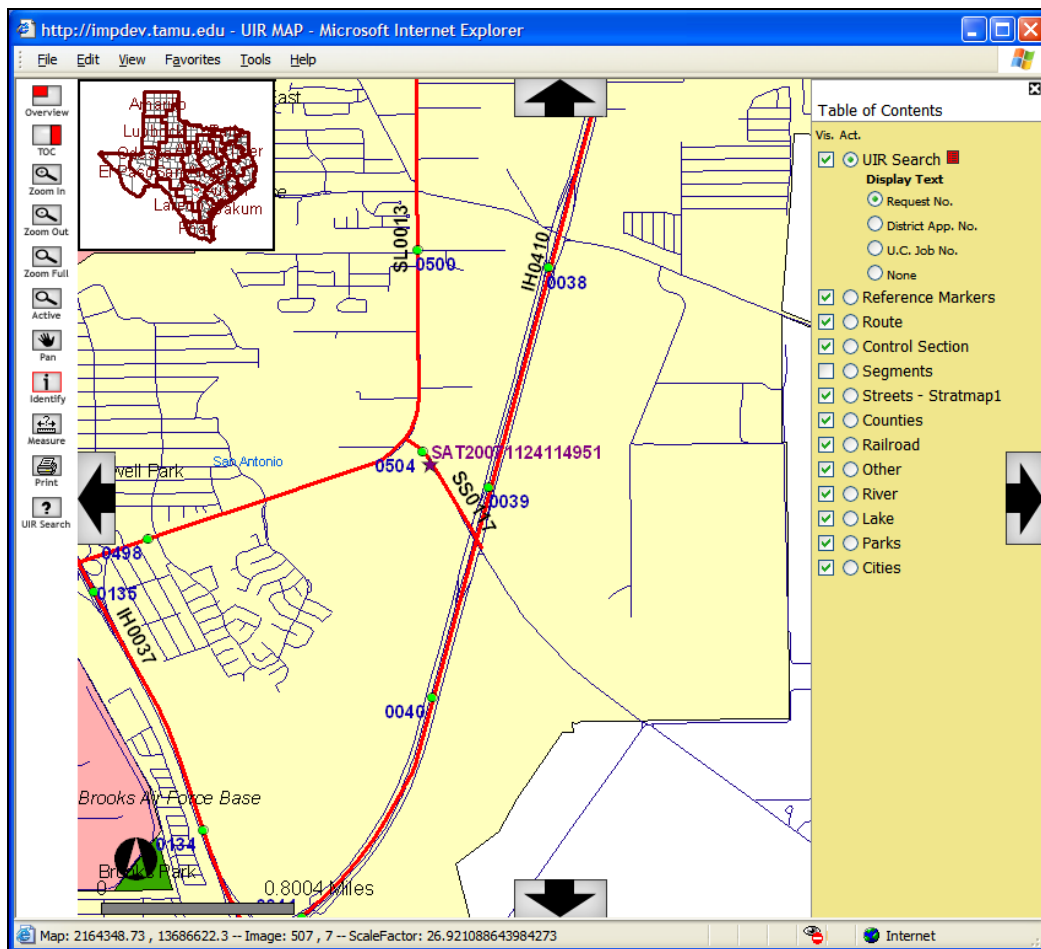 http://impdev.tamu.edu - UIR MAP - Microsoft Internet Explorer
File Edit View Favorites Tools Help
Overview
TOC
Zoom In
Zoom Out
Zoom Full
Active
Pan
Identify
Measure
Print
UIR Search
Amarillo
El Paso
Yoakum
SL0013
0500
IH0410
0038
SAT20071124114951
0504
San Antonio
SS0117
0039
0498
0135
IH0037
0040
Brooks Air Force Base
0134
Brooks Park
0
0.8004 Miles
Table of Contents
Vis. Act.
UIR Search
Display Text
Request No.
District App. No.
U.C. Job No.
None
Reference Markers
Route
Control Section
Segments
Streets - Stratmap1
Counties
Railroad
Other
River
Lake
Parks
Cities
Map: 2164348.73 , 13686622.3 -- Image: 507 , 7 -- ScaleFactor: 26.921088643984273
Internet